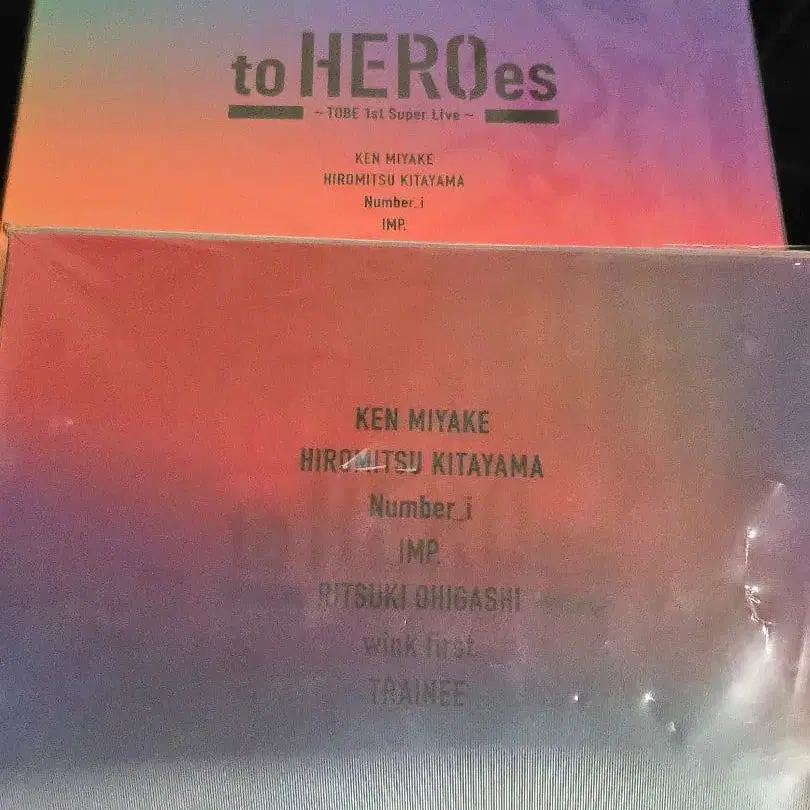 to HEROes
~TOBE 1st Super Live~
KEN MIYAKE
HIROMITSU KITAYAMA
Number_i
IMP.
KEN MIYAKE
HIROMITSU KITAYAMA
Number_i
IMP.
RITSUKI OHIGASHI
wink first
TRAINEE